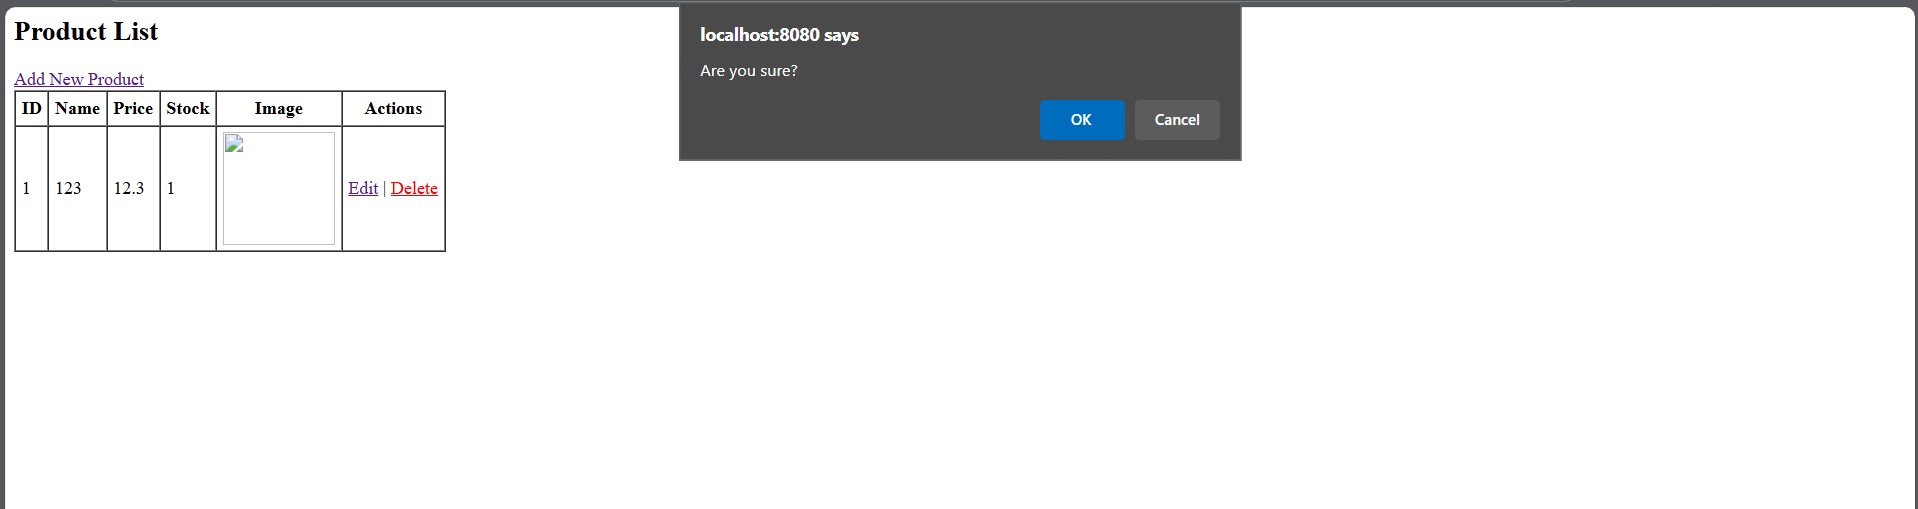 Product List
Add New Product
ID Name Price Stock Image Actions
1 123 12.3 1 Edit | Delete
localhost:8080 says
Are you sure?
OK Cancel